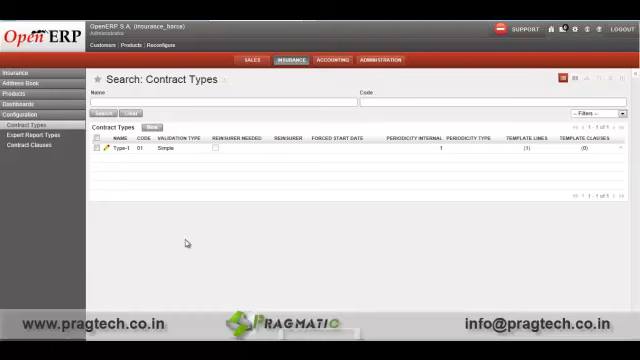 OpenERP S.A. (insurance_barsa)
Administrator
Open ERP
SUPPORT
LOGOUT
Customers Products Reconfigure
SALES INSURANCE ACCOUNTING ADMINISTRATION
Insurance
Address Book
Products
Dashboards
Configuration
Contract Types
Expert Report Types
Contract Clauses
Search: Contract Types
Name :
Code :
Search Clear
-- Filters --
Contract Types New
1 - 1 of 1
NAME CODE VALIDATION TYPE REINSURER NEEDED REINSURER FORCED START DATE PERIODICITY INTERNAL PERIODICITY TYPE TEMPLATE LINES TEMPLATE CLAUSES
Type-1 01 Simple 1 (1) (0)
1 - 1 of 1
www.pragtech.co.in PRAGMATIC info@pragtech.co.in